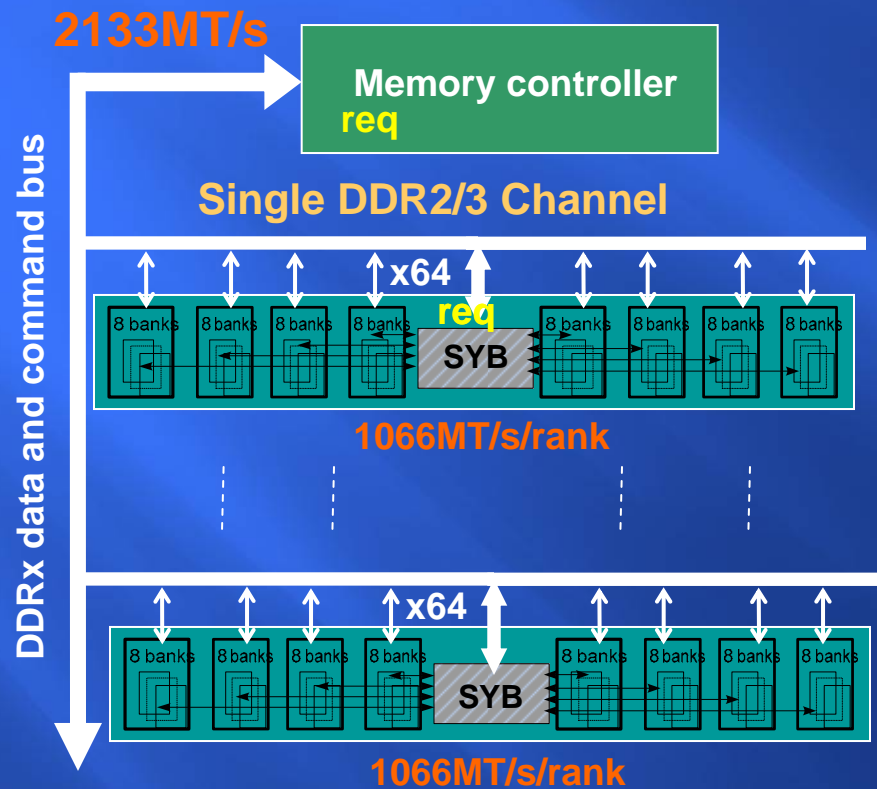 2133MT/s
Memory controller
req
Single DDR2/3 Channel
DDRx data and command bus
x64
req
8 banks 8 banks 8 banks 8 banks 8 banks 8 banks 8 banks 8 banks
SYB
1066MT/s/rank
x64
8 banks 8 banks 8 banks 8 banks 8 banks 8 banks 8 banks 8 banks
SYB
1066MT/s/rank